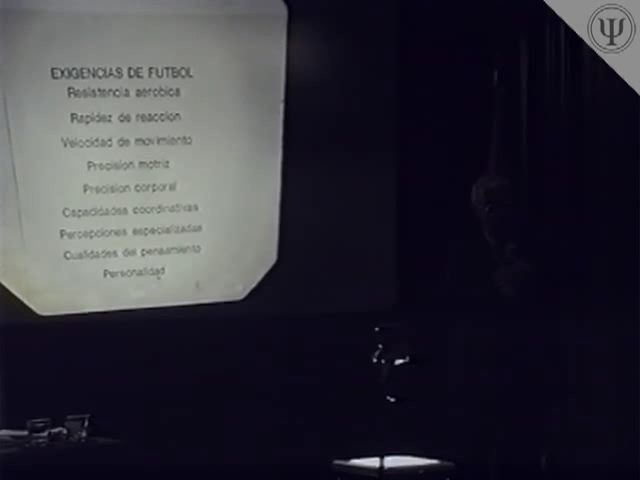 EXIGENCIAS DE FUTBOL
Resistencia aerobica
Rapidez de reaccion
Velocidad de movimiento
Precision motriz
Precision corporal
Capacidades coordinativas
Percepciones especializadas
Cualidades del pensamiento
Personalidad
Ψ